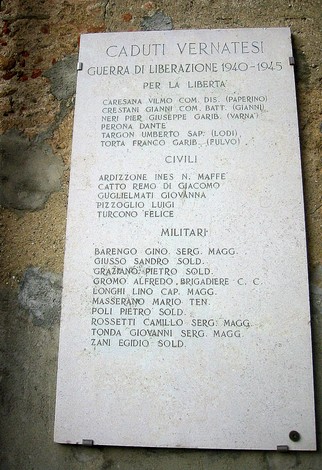 CADUTI VERNATESI
GUERRA DI LIBERAZIONE 1940-1945
PER LA LIBERTA'
CARESANA VILMO COM. DIS. (PAPERINO)
CRESTANI GIANNI COM. BATT. (GIANNI)
NERI PIER GIUSEPPE GARIB. (VARNA')
PERONA DANTE
TARGON UMBERTO SAP. (LODI)
TORTA FRANCO GARIB. (FULVO)
CIVILI
ARDIZZONE INES N. MAFFE'
CATTO REMO DI GIACOMO
GUGLIELMATI GIOVANNA
PIZZOGLIO LUIGI
TURCONO FELICE
MILITARI
BARENGO GINO SERG. MAGG.
GIUSSO SANDRO SOLD.
GRAZIANO PIETRO SOLD.
GROMO ALFREDO BRIGADIERE C. C.
LONGHI LINO CAP. MAGG.
MASSERANO MARIO TEN.
POLI PIETRO SOLD.
ROSSETTI CAMILLO SERG. MAGG.
TONDA GIOVANNI SERG. MAGG.
ZANI EGIDIO SOLD.